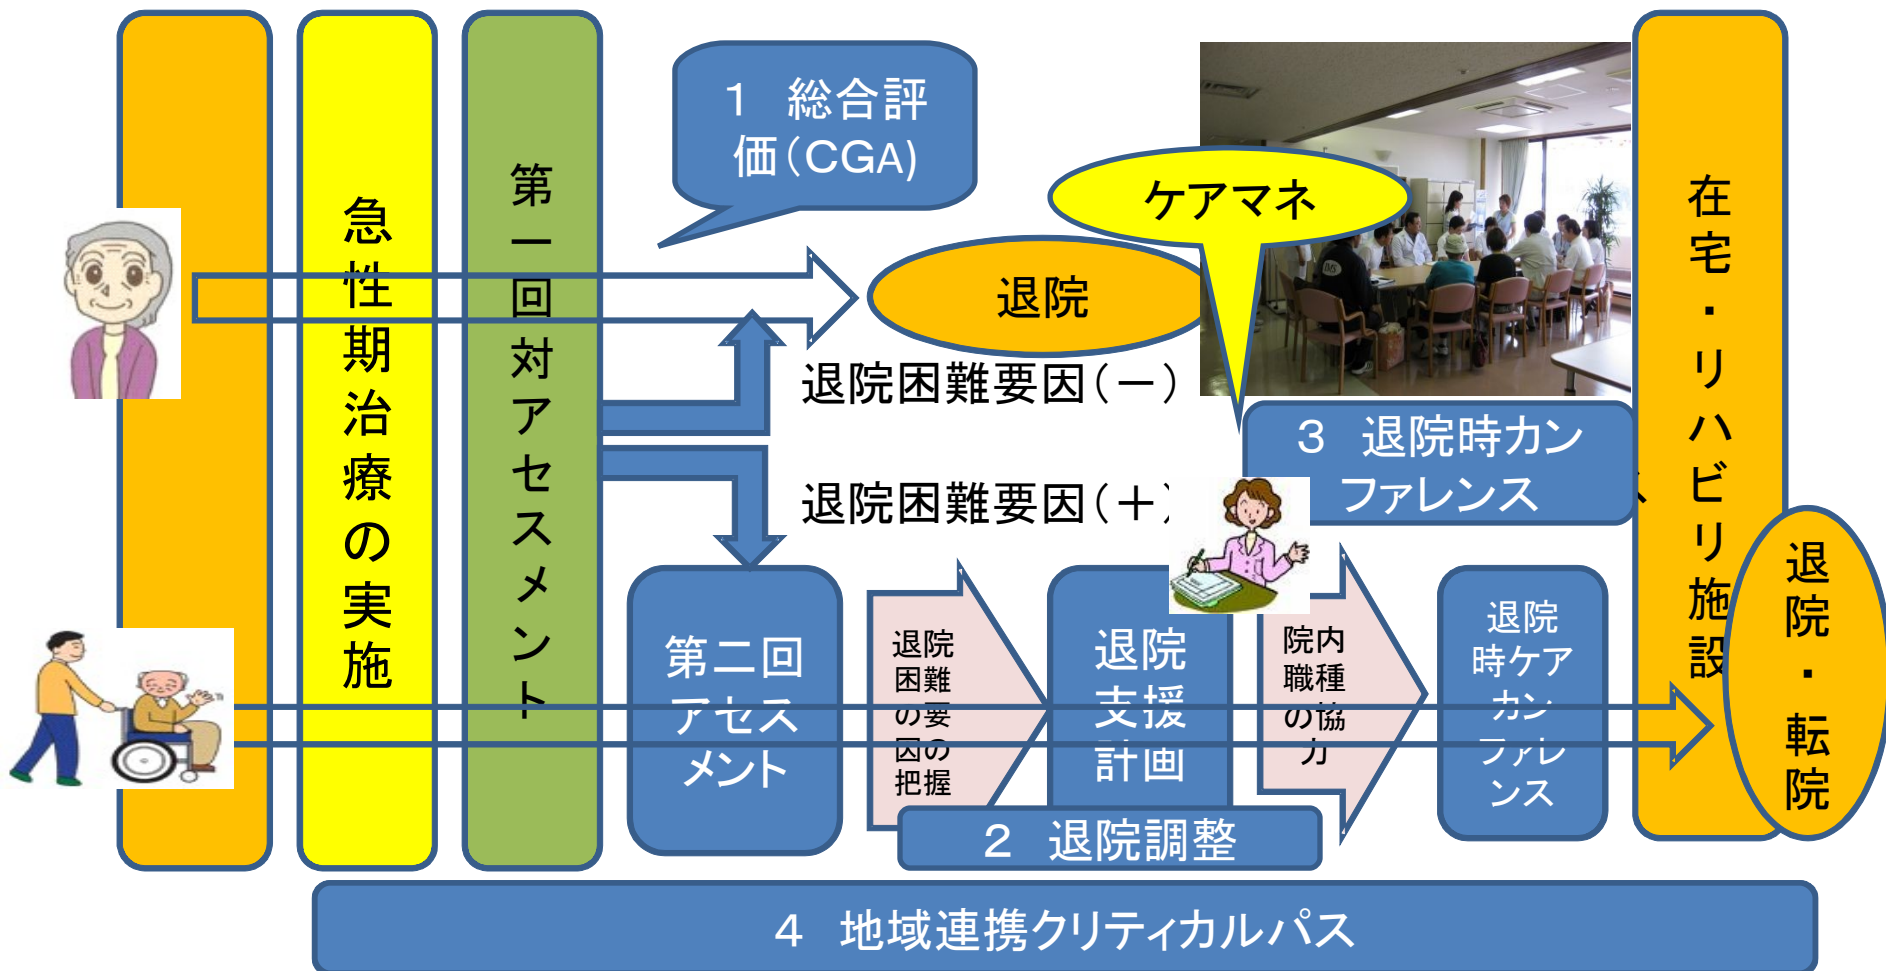 １　総合評
価（CGA)
ケアマネ
急性期治療の実施
第一回対アセスメント
退院
退院困難要因（－）
退院困難要因（＋）
３　退院時カン
ファレンス
在宅・リハビリ施設
第二回
アセス
メント
退院
困難
の要
因の
把握
退院
支援
計画
院内
職種
の協
力
退院
時ケア
カン
ファレ
ンス
退院・転院
２　退院調整
４　地域連携クリティカルパス